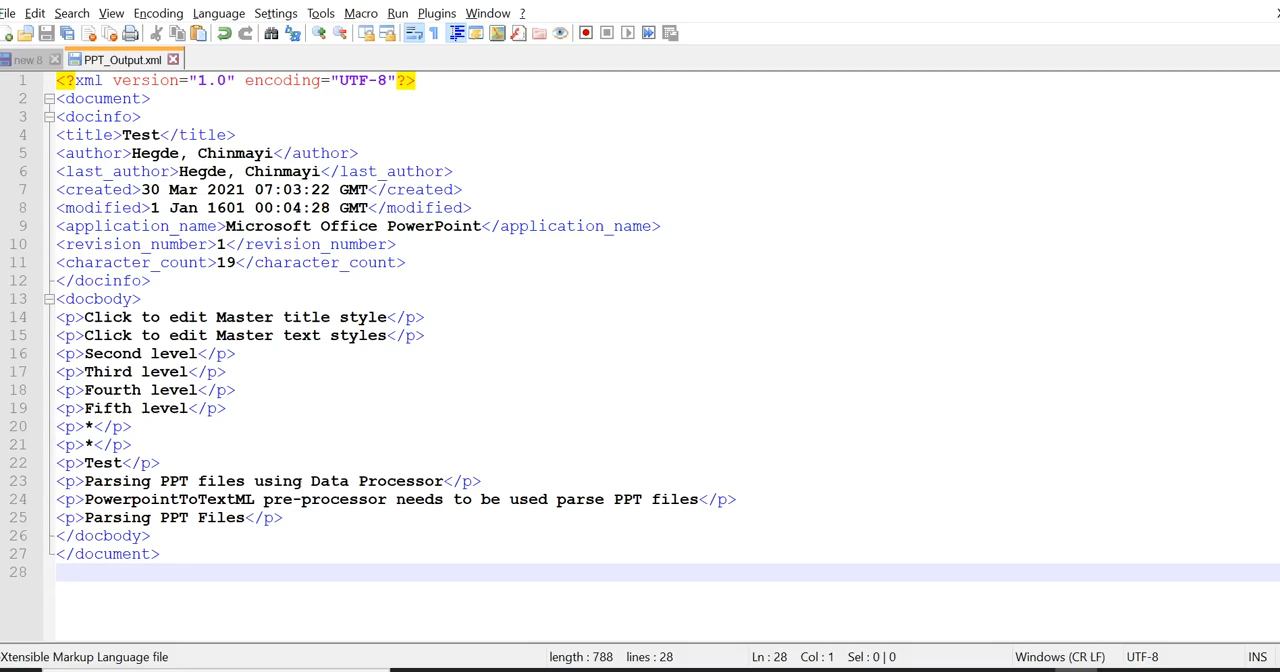 File Edit Search View Encoding Language Settings Tools Macro Run Plugins Window ?
new 8 PPT_Output.xml
1 <?xml version="1.0" encoding="UTF-8"?>
2 <document>
3 <docinfo>
4 <title>Test</title>
5 <author>Hegde, Chinmayi</author>
6 <last_author>Hegde, Chinmayi</last_author>
7 <created>30 Mar 2021 07:03:22 GMT</created>
8 <modified>1 Jan 1601 00:04:28 GMT</modified>
9 <application_name>Microsoft Office PowerPoint</application_name>
10 <revision_number>1</revision_number>
11 <character_count>19</character_count>
12 </docinfo>
13 <docbody>
14 <p>Click to edit Master title style</p>
15 <p>Click to edit Master text styles</p>
16 <p>Second level</p>
17 <p>Third level</p>
18 <p>Fourth level</p>
19 <p>Fifth level</p>
20 <p>*</p>
21 <p>*</p>
22 <p>Test</p>
23 <p>Parsing PPT files using Data Processor</p>
24 <p>PowerpointToTextML pre-processor needs to be used parse PPT files</p>
25 <p>Parsing PPT Files</p>
26 </docbody>
27 </document>
28
Xtensible Markup Language file length : 788 lines : 28 Ln : 28 Col : 1 Sel : 0 | 0 Windows (CR LF) UTF-8 INS